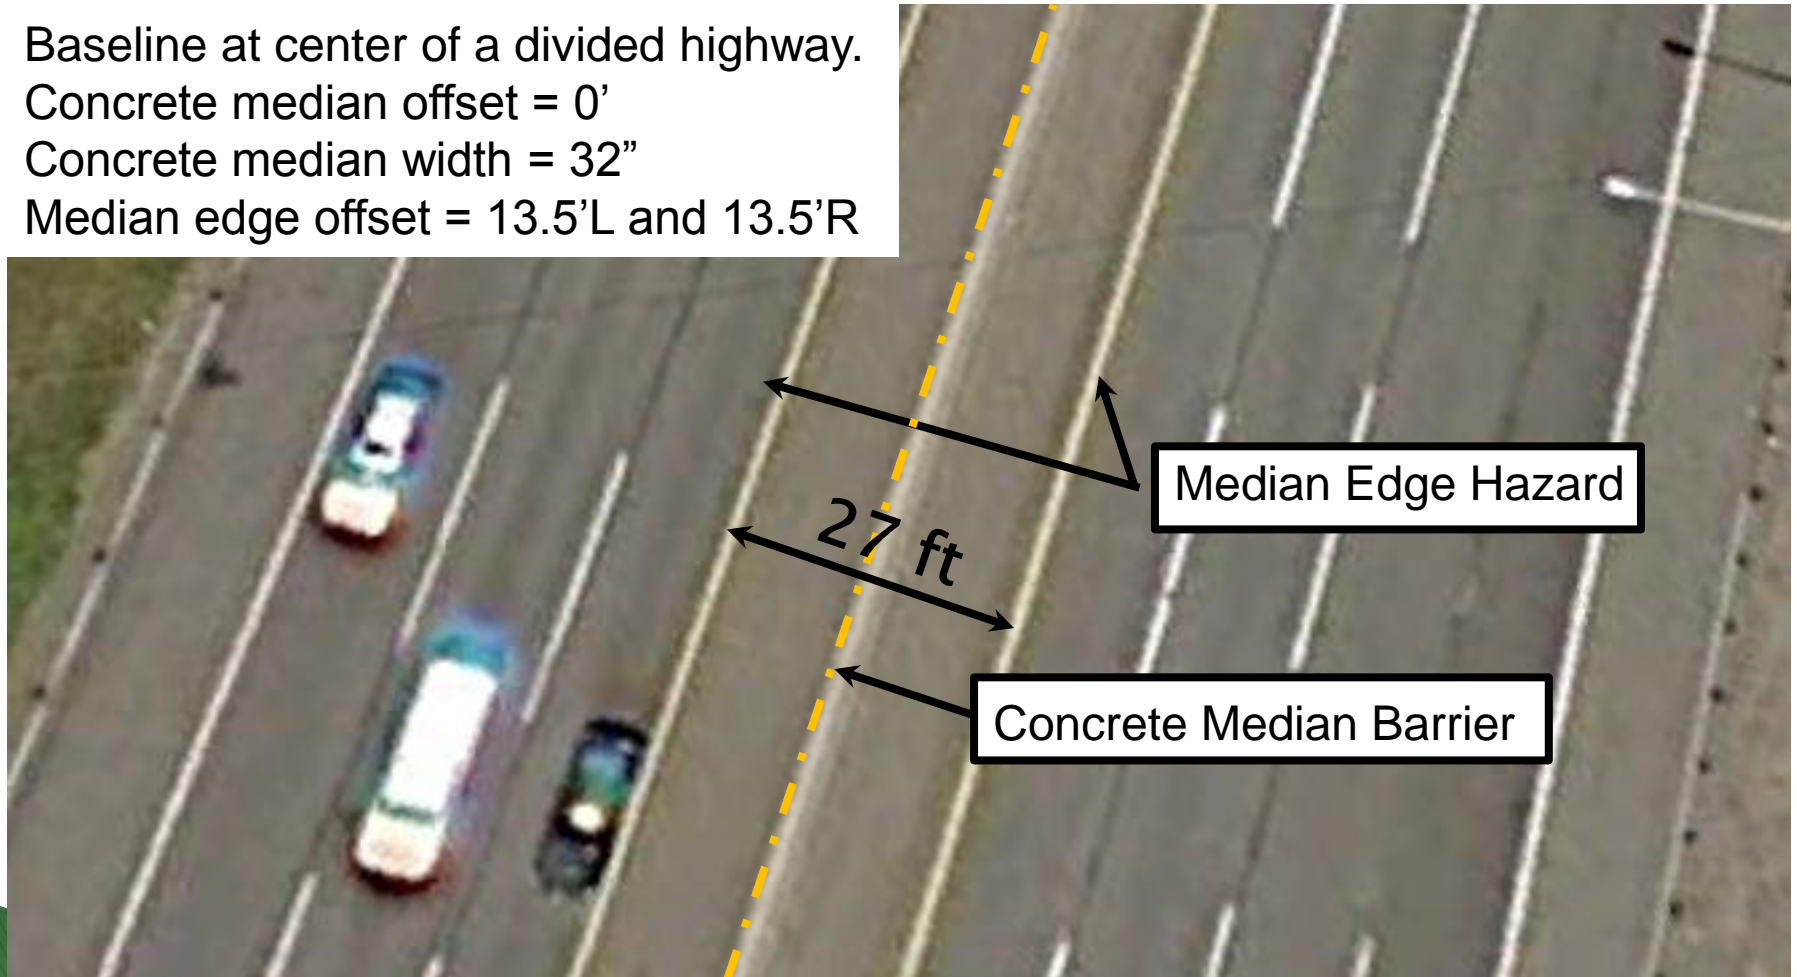 Baseline at center of a divided highway.
Concrete median offset = 0’
Concrete median width = 32”
Median edge offset = 13.5’L and 13.5’R
Median Edge Hazard
27 ft
Concrete Median Barrier